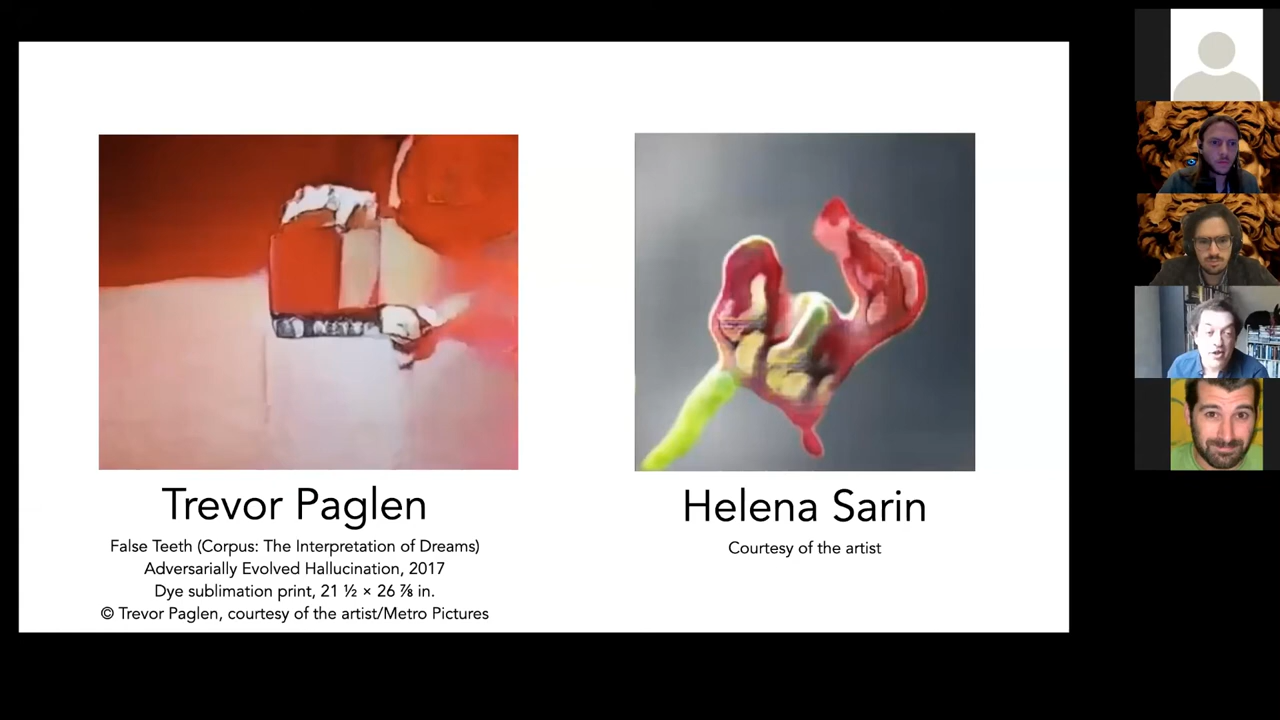 Trevor Paglen
False Teeth (Corpus: The Interpretation of Dreams)
Adversarially Evolved Hallucination, 2017
Dye sublimation print, 21 ½ × 26 ⅞ in.
© Trevor Paglen, courtesy of the artist/Metro Pictures
Helena Sarin
Courtesy of the artist